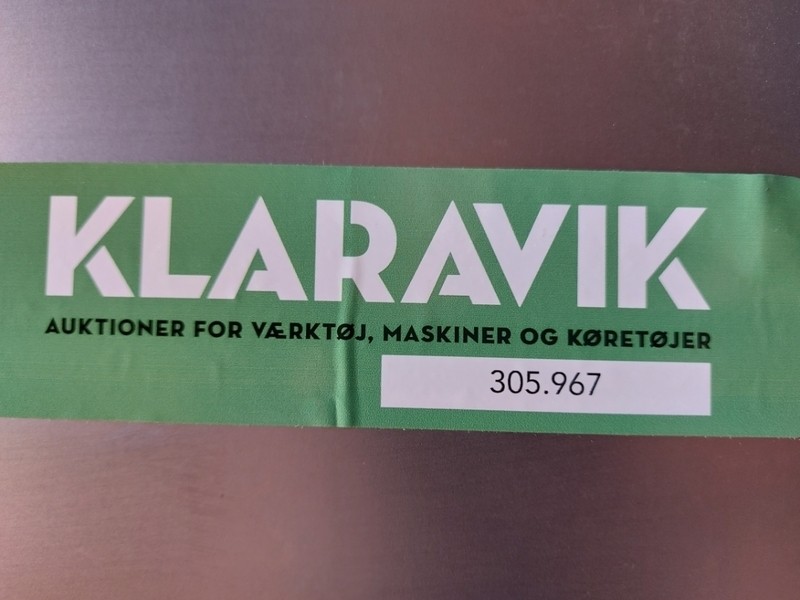 KLARAVIK
AUKTIONER FOR VÆRKTØJ, MASKINER OG KØRETØJER
305.967